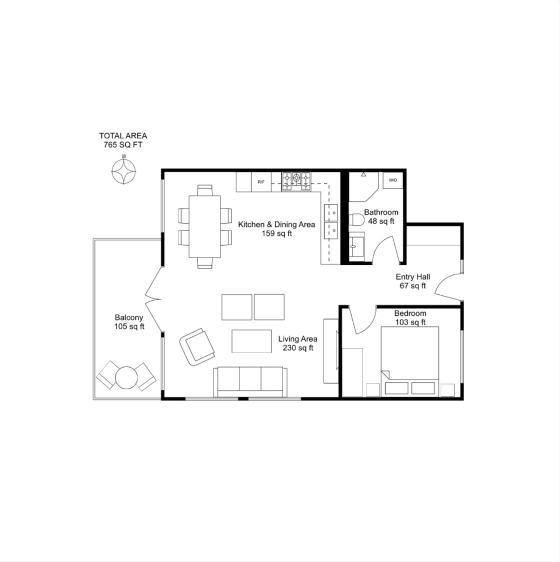 TOTAL AREA
765 SQ FT
R/F
W/D
Bathroom
48 sq ft
Kitchen & Dining Area
159 sq ft
Entry Hall
67 sq ft
Bedroom
103 sq ft
Balcony
105 sq ft
Living Area
230 sq ft